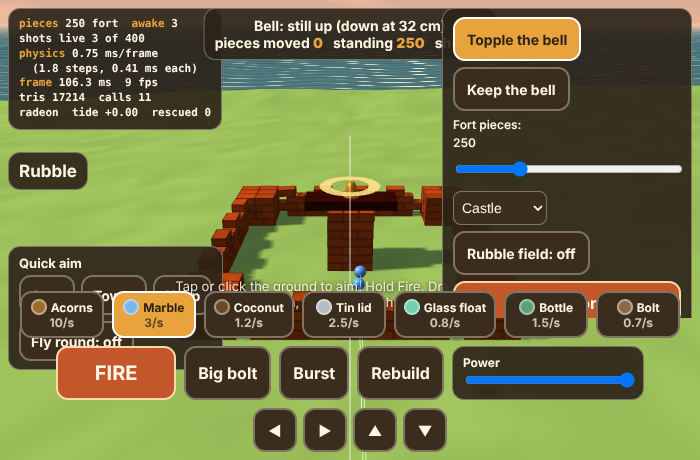 pieces 250 fort awake 3
shots live 3 of 400
physics 0.75 ms/frame
(1.8 steps, 0.41 ms each)
frame 106.3 ms 9 fps
tris 17214 calls 11
radeon tide +0.00 rescued 0
Bell: still up (down at 32 cm)
pieces moved 0 standing 250 s
Topple the bell
Keep the bell
Fort pieces:
250
Castle
Rubble field: off
Rubble
Quick aim
Tap or click the ground to aim. Hold Fire. Dr
Fly round: off
Acorns
10/s
Marble
3/s
Coconut
1.2/s
Tin lid
2.5/s
Glass float
0.8/s
Bottle
1.5/s
Bolt
0.7/s
FIRE
Big bolt
Burst
Rebuild
Power
◄
►
▲
▼